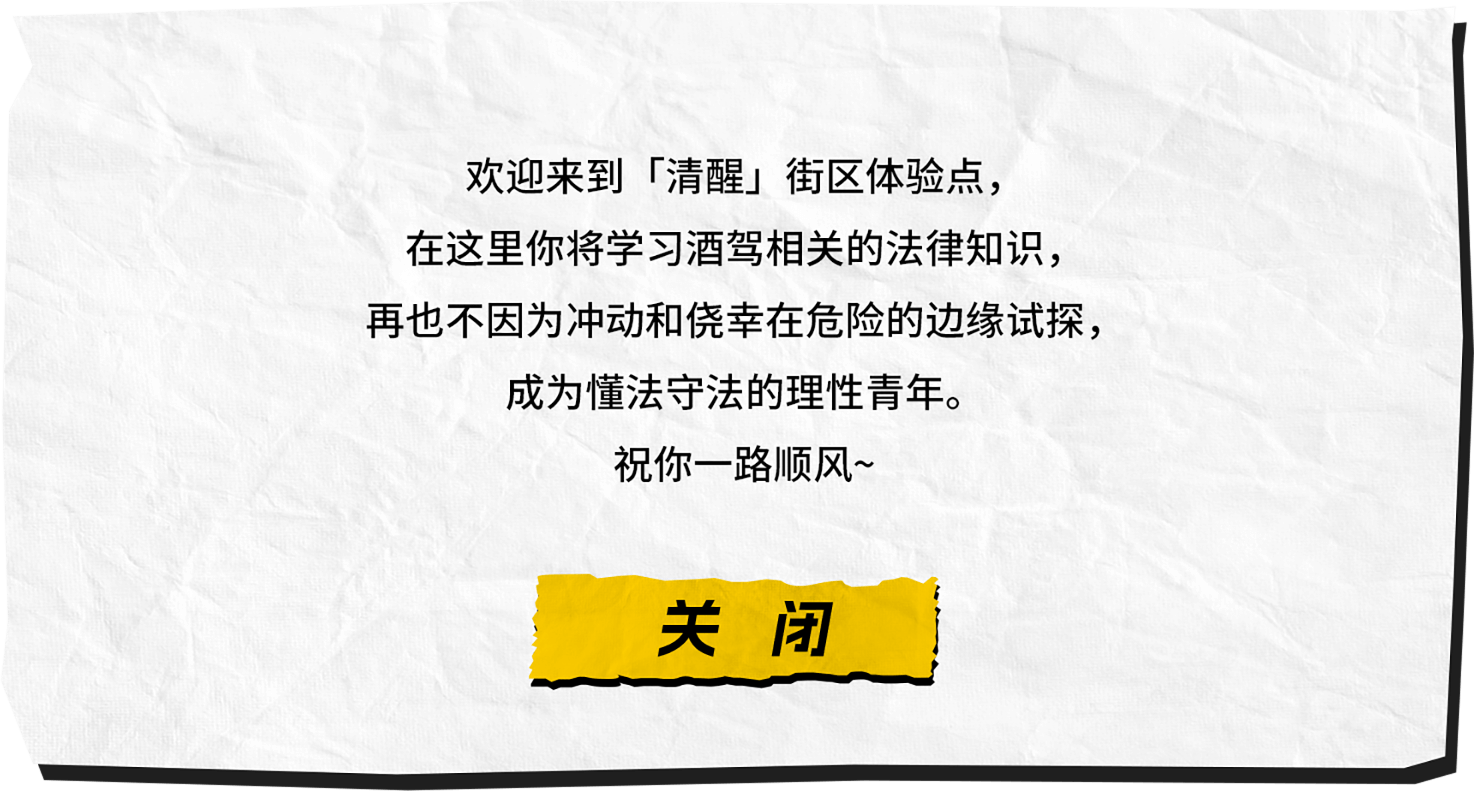 欢迎来到「清醒」街区体验点，
在这里你将学习酒驾相关的法律知识，
再也不因为冲动和侥幸在危险的边缘试探，
成为懂法守法的理性青年。
祝你一路顺风~
关 闭